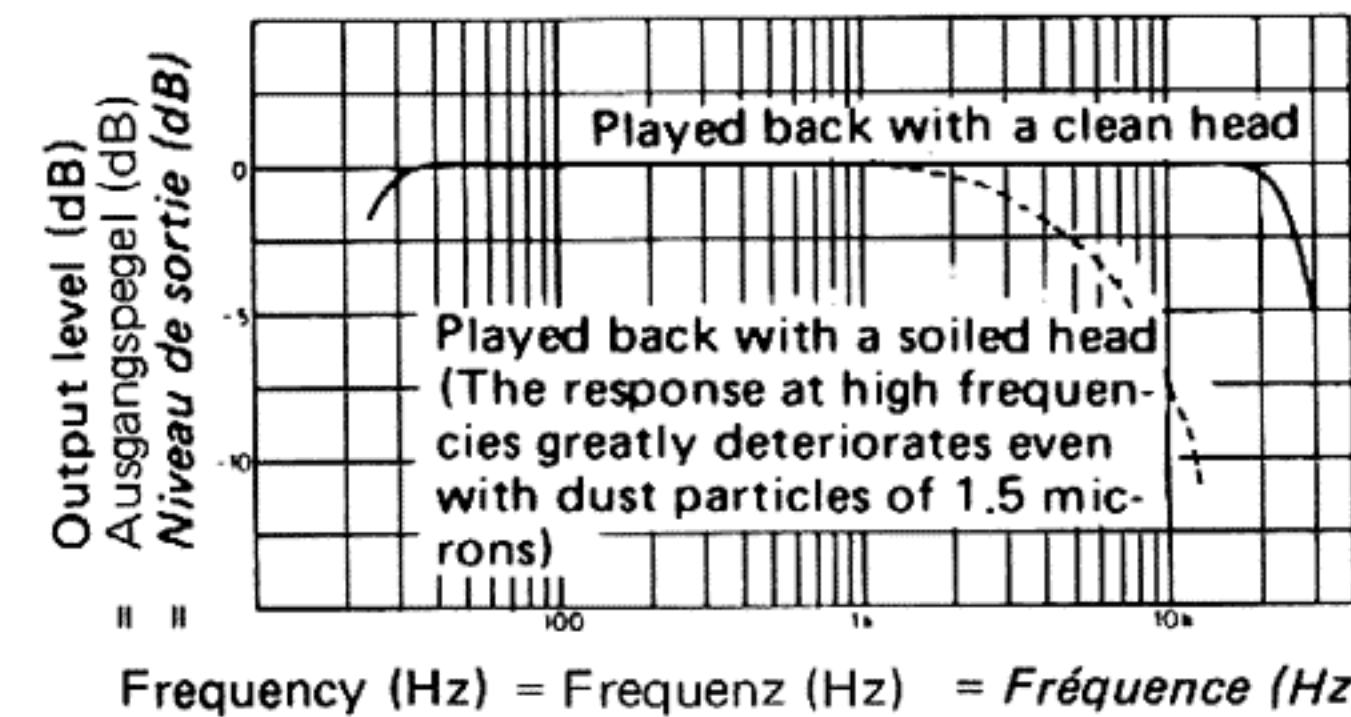 Output level (dB)
= Ausgangspegel (dB)
= Niveau de sortie (dB)
Played back with a clean head
0
-5
-10
Played back with a soiled head
(The response at high frequen-
cies greatly deteriorates even
with dust particles of 1.5 mic-
rons)
100 1k 10k
Frequency (Hz) = Frequenz (Hz) = Fréquence (Hz